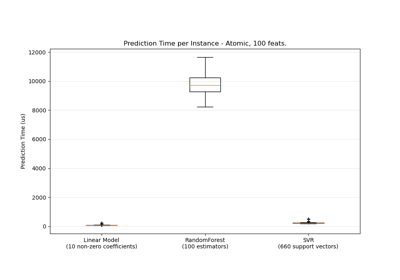 Prediction Time per Instance - Atomic, 100 feats.
12000
10000
8000
6000
4000
2000
0
Prediction Time (us)
Linear Model
(10 non-zero coefficients)
RandomForest
(100 estimators)
SVR
(660 support vectors)